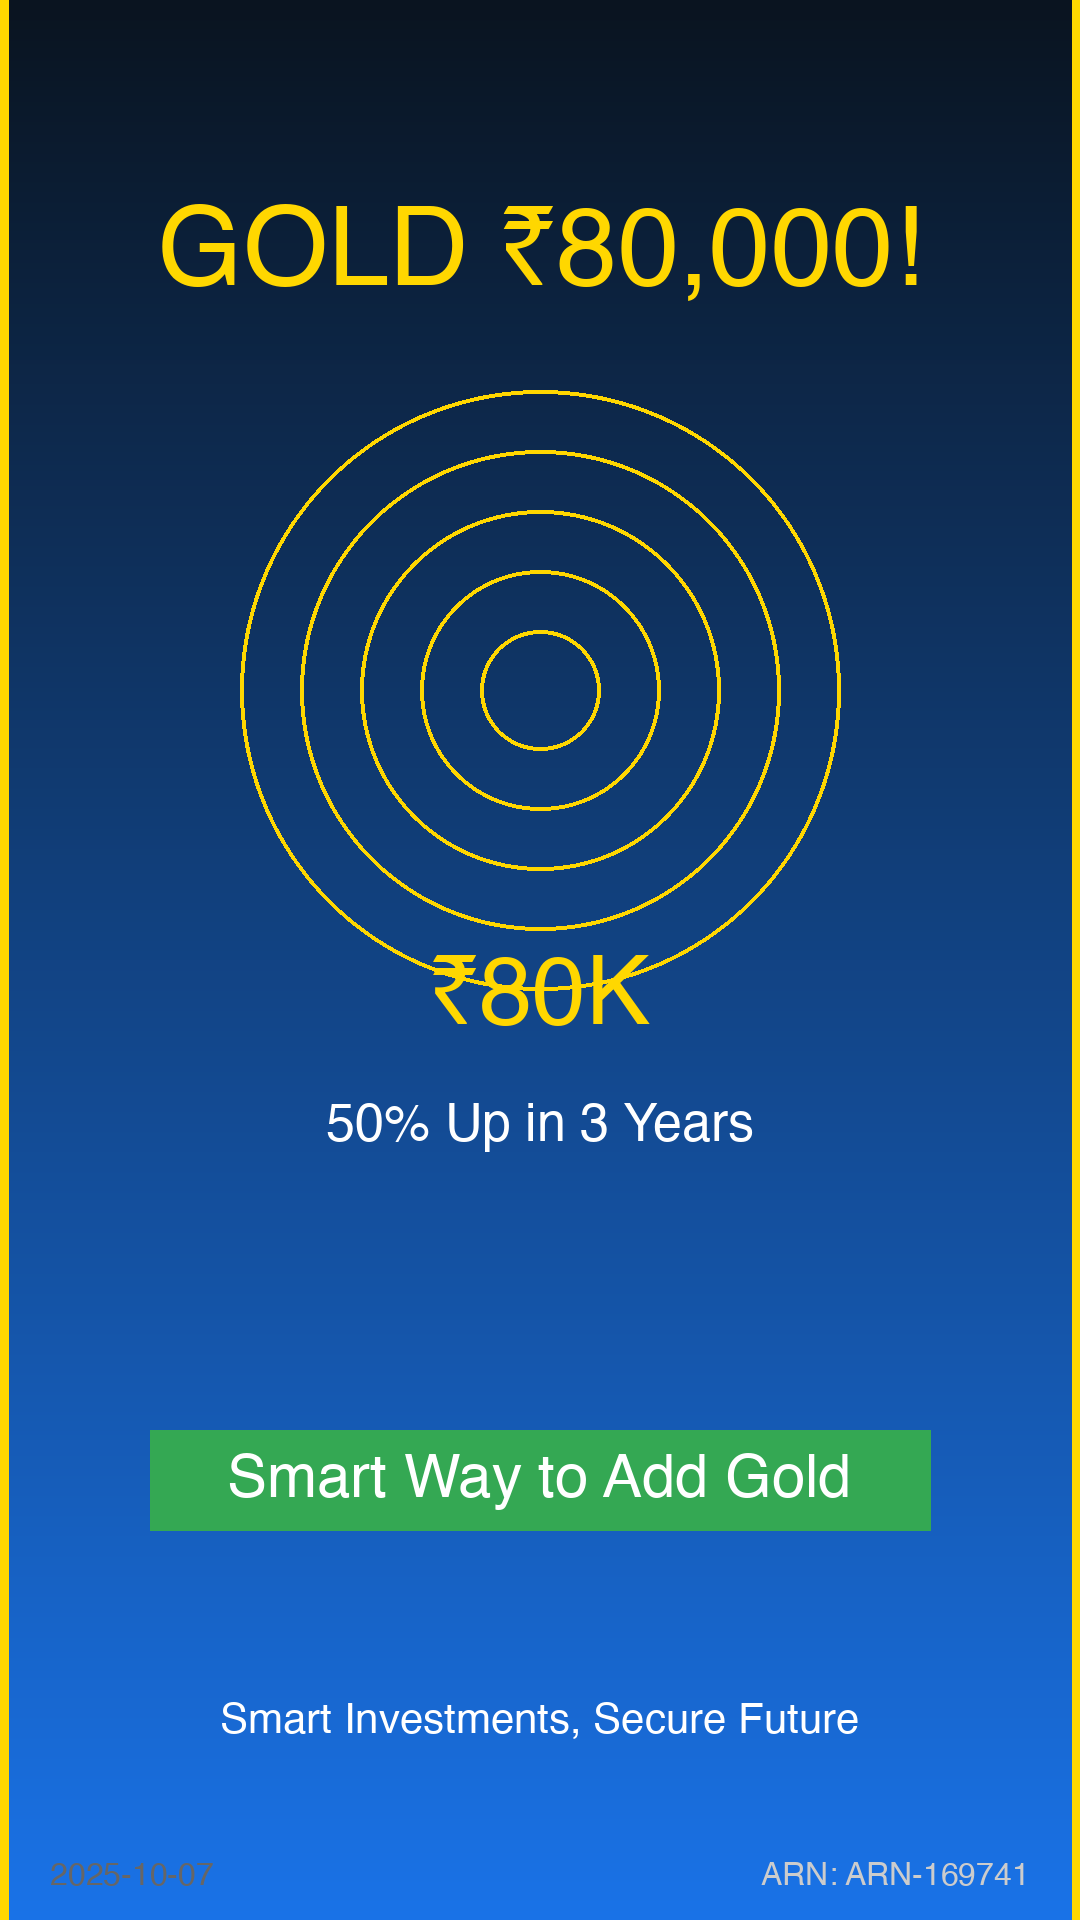 GOLD ₹80,000!
₹80K
50% Up in 3 Years
Smart Way to Add Gold
Smart Investments, Secure Future
2025-10-07
ARN: ARN-169741